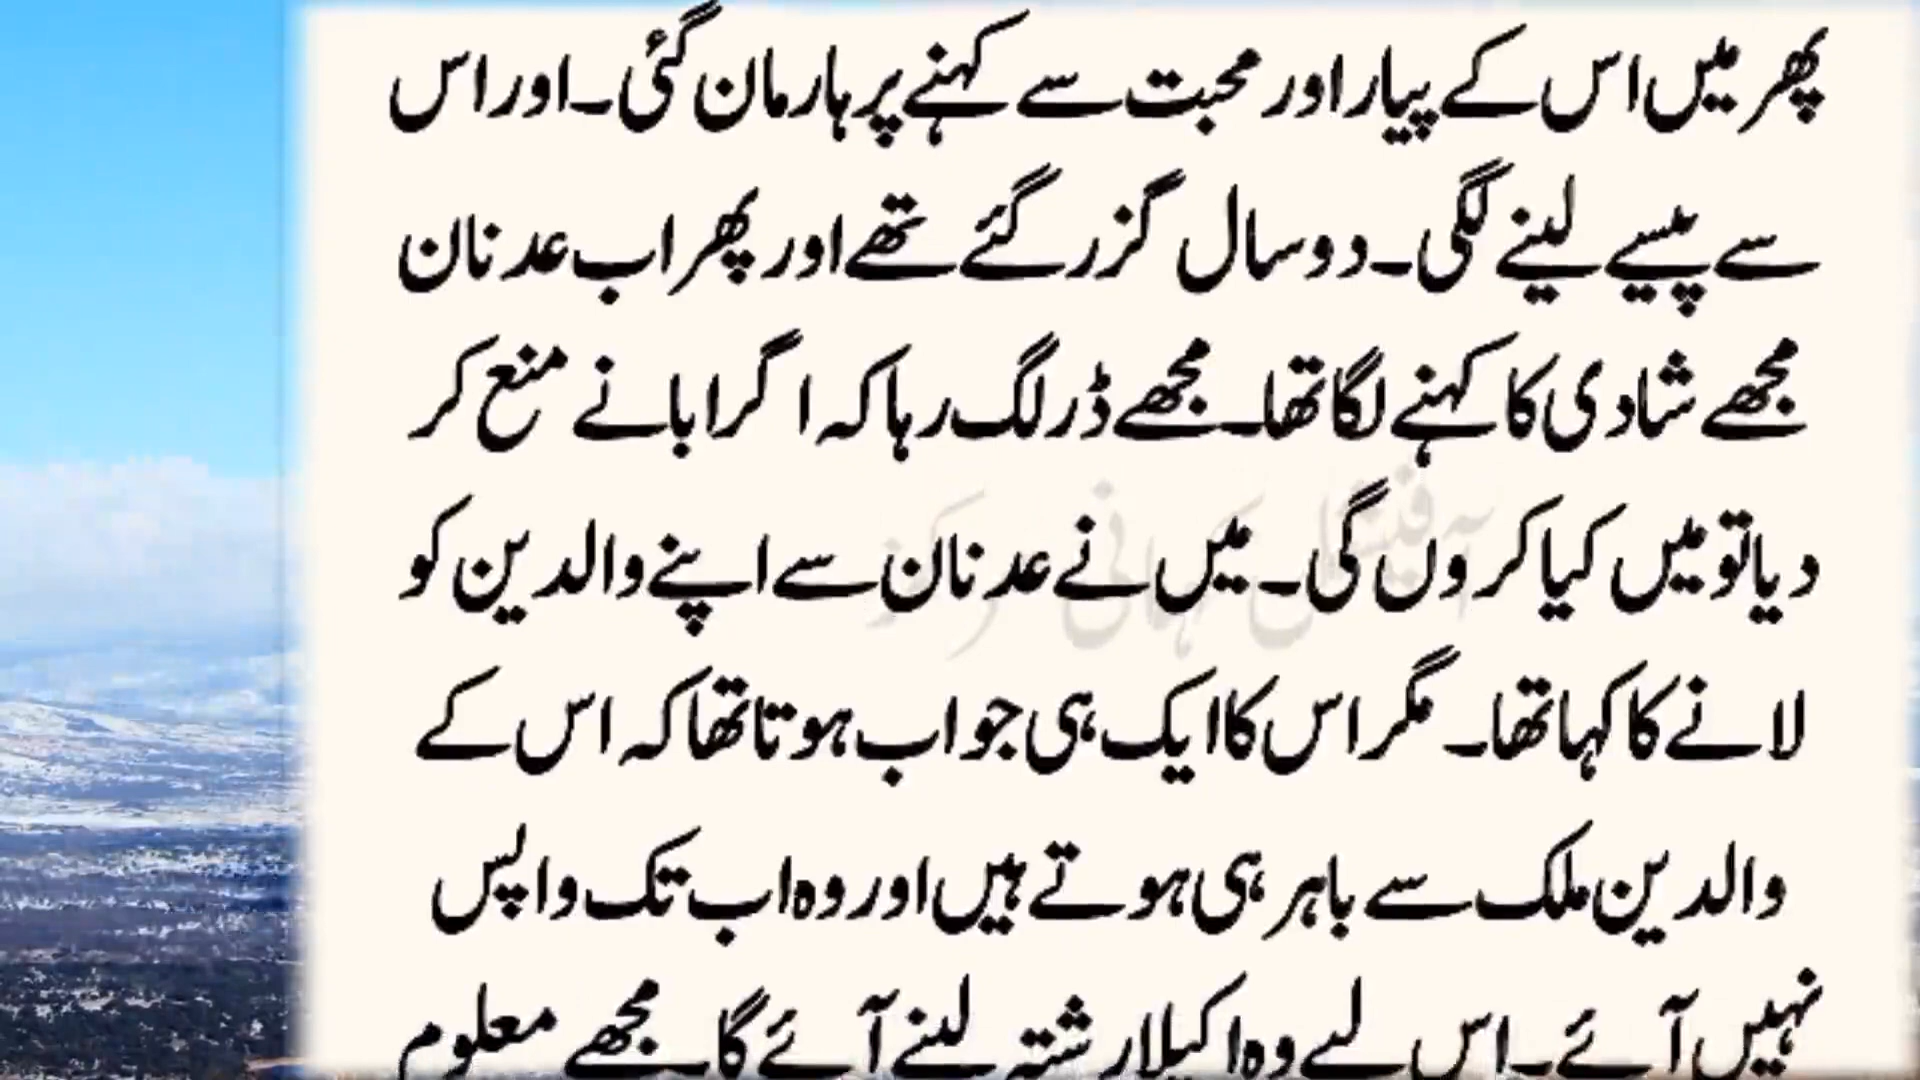 پھر میں اس کے پیار اور محبت سے کہنے پر ہار مان گئی۔ اور اس
سے پیسے لینے لگی۔ دو سال گزر گئے تھے اور پھر اب عدنان
مجھے شادی کا کہنے لگا تھا۔ مجھے ڈر لگ رہا کہ اگر ابا نے منع کر
دیا تو میں کیا کروں گی۔ میں نے عدنان سے اپنے والدین کو
لانے کا کہا تھا۔ مگر اس کا ایک ہی جواب ہوتا تھا کہ اس کے
والدین ملک سے باہر ہی ہوتے ہیں اور وہ اب تک واپس
نہیں آئے۔ اس لیے وہ اکیلا رشتہ لینے آئے گا۔ مجھے معلوم